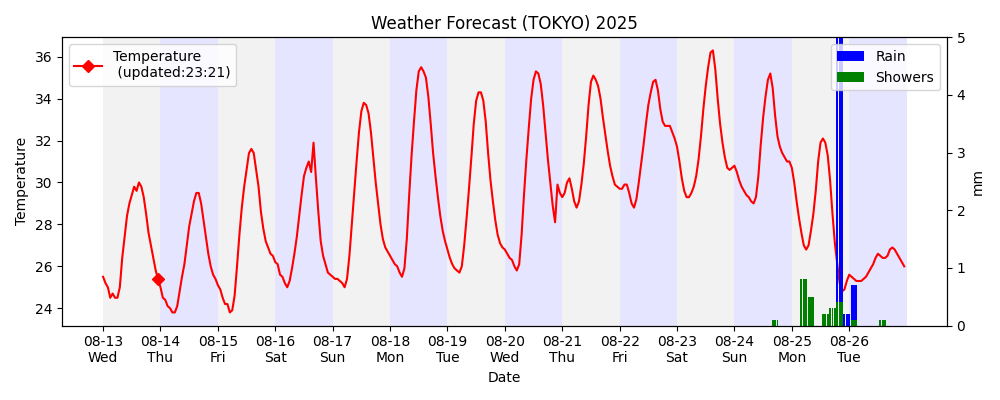 Weather Forecast (TOKYO) 2025
Temperature
(updated:23:21)
Rain
Showers
Temperature
36
34
32
30
28
26
24
5
4
3
2
1
0
mm
08-13 08-14 08-15 08-16 08-17 08-18 08-19 08-20 08-21 08-22 08-23 08-24 08-25 08-26
Wed Thu Fri Sat Sun Mon Tue Wed Thu Fri Sat Sun Mon Tue
Date